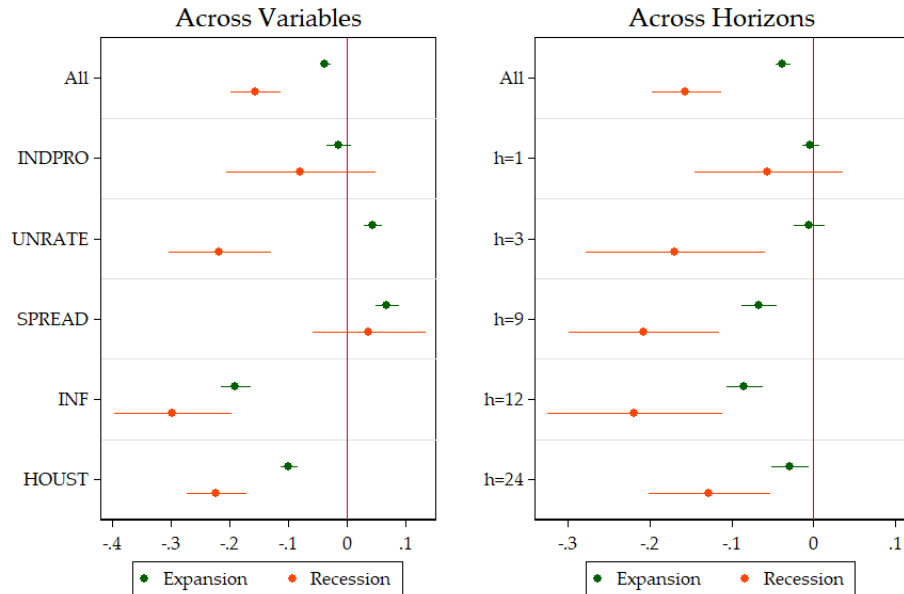 Across Variables
All
INDPRO
UNRATE
SPREAD
INF
HOUST
-.4 -.3 -.2 -.1 0 .1
Expansion Recession
Across Horizons
All
h=1
h=3
h=9
h=12
h=24
-.3 -.2 -.1 0 .1
Expansion Recession